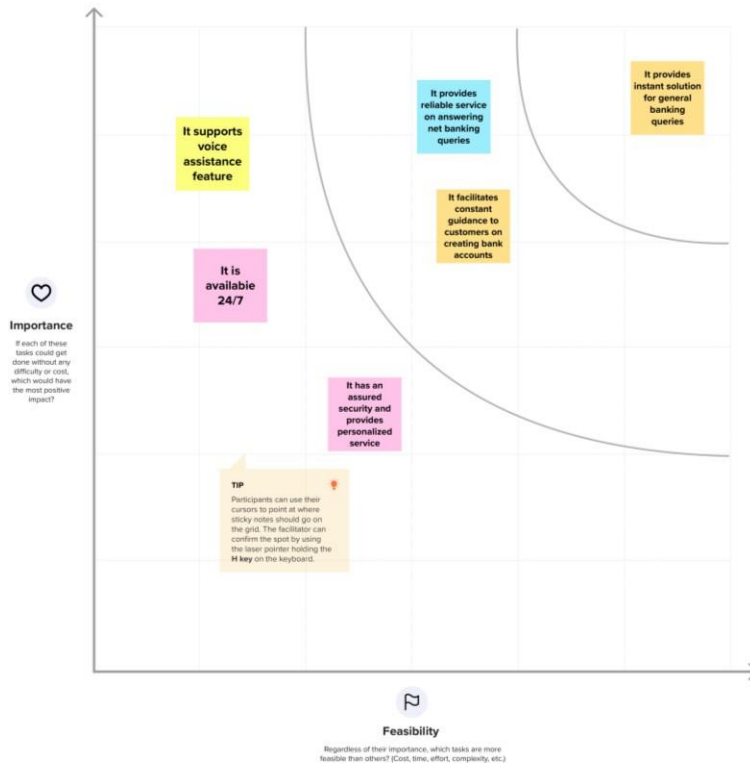 It provides
instant solution
for general
banking
queries
It provides
reliable service
on answering
net banking
queries
It supports
voice
assistance
feature
It facilitates
constant
guidance to
customers on
creating bank
accounts
It is
available
24/7
Importance
If each of these
tasks could get
done without any
difficulty or cost,
which would have
the most positive
impact?
It has an
assured
security and
provides
personalized
service
TIP
Participants can use their
cursors to point at where
sticky notes should go on
the grid. The facilitator can
confirm the spot by using
the laser pointer holding the
H key on the keyboard.
Feasibility
Regardless of their importance, which tasks are more
feasible than others? (Cost, time, effort, complexity, etc.)